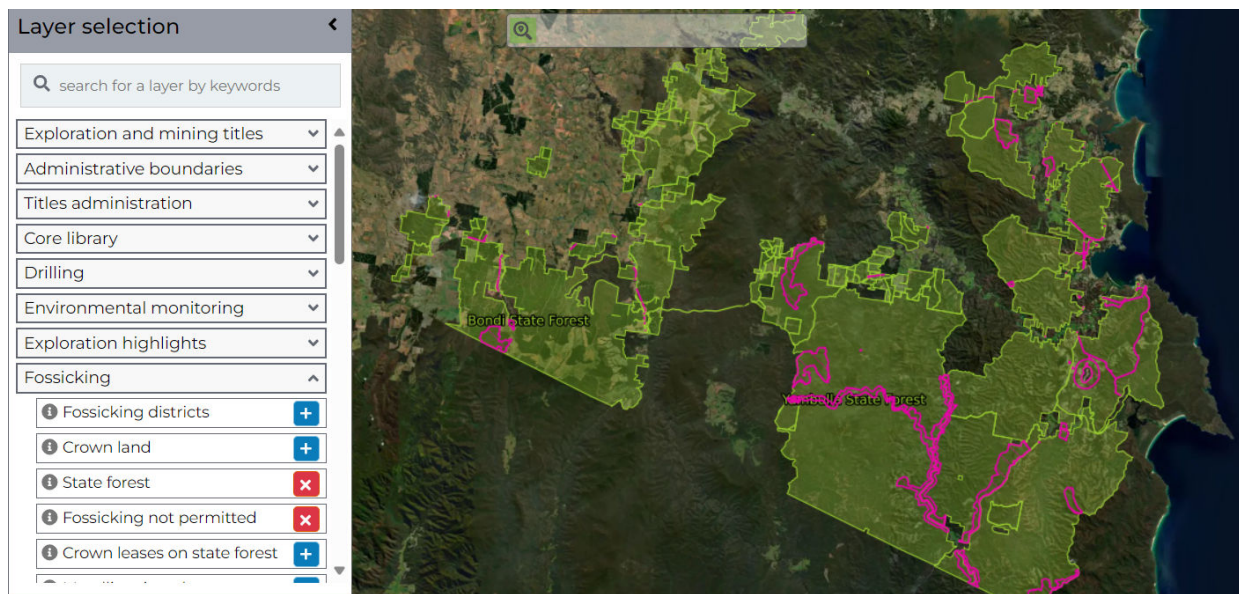 Layer selection
search for a layer by keywords
Exploration and mining titles
Administrative boundaries
Titles administration
Core library
Drilling
Environmental monitoring
Exploration highlights
Fossicking
Fossicking districts
Crown land
State forest
Fossicking not permitted
Crown leases on state forest
Bondi State Forest
Yambulla State Forest